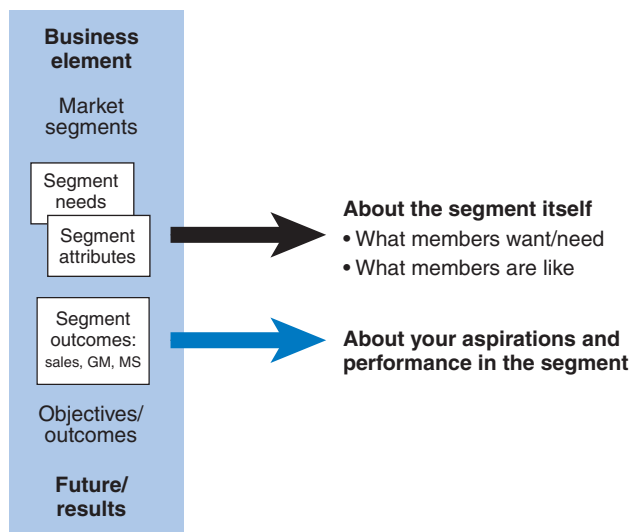 Business
element
Market
segments
Segment
needs
Segment
attributes
About the segment itself
• What members want/need
• What members are like
Segment
outcomes:
sales, GM, MS
About your aspirations and
performance in the segment
Objectives/
outcomes
Future/
results